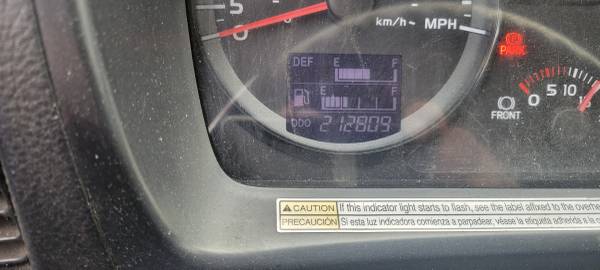 5
0
km/h MPH
PARK
DEF E F
E F
ODO 212809
0 5 10
FRONT
CAUTION If this indicator light starts to flash, see the label affixed to the
PRECAUCIÓN Si esta luz indicadora comienza a parpadear, véase la etiqueta adherida a la